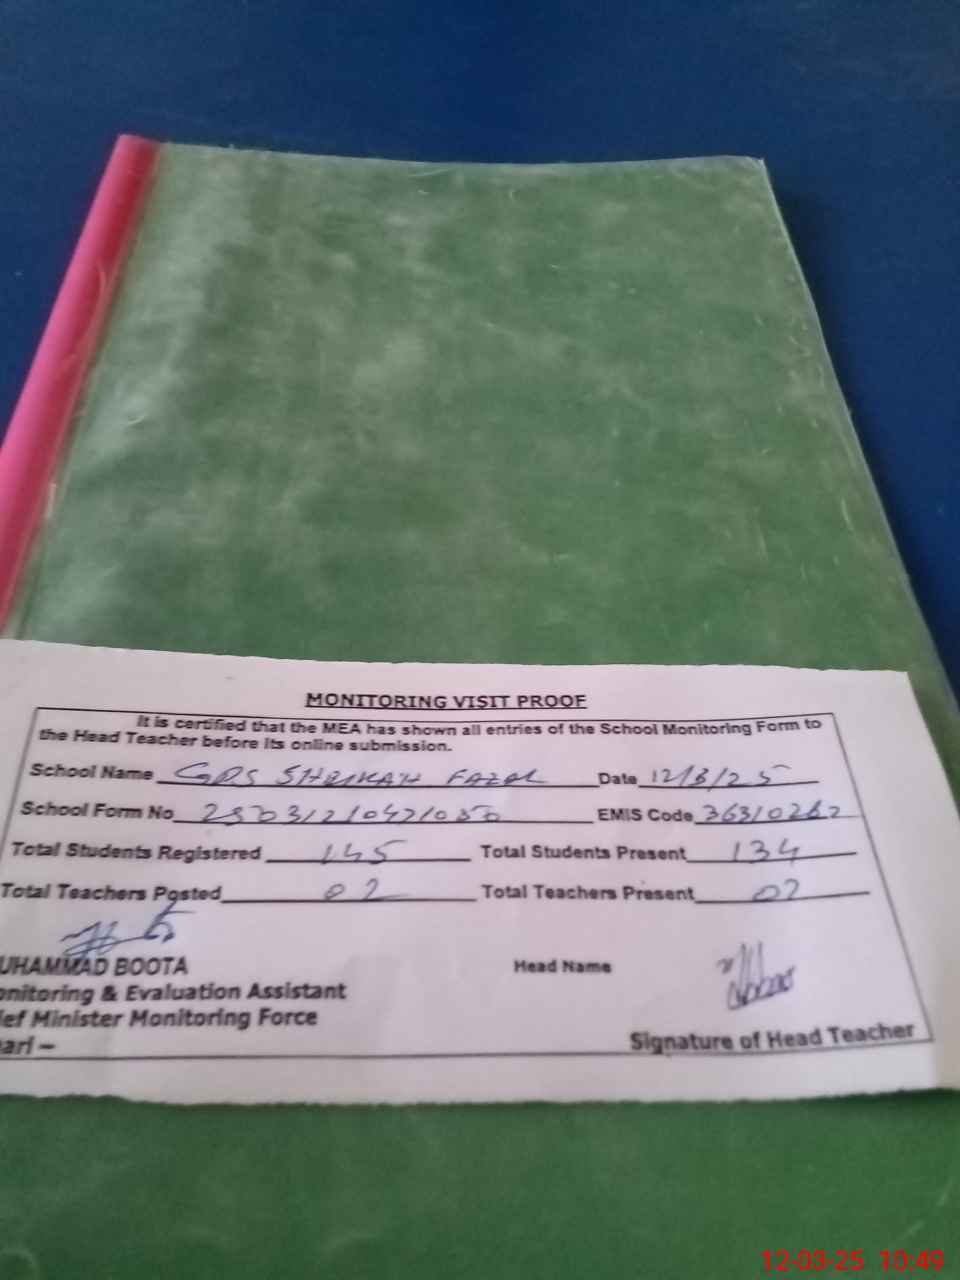 MONITORING VISIT PROOF
It is certified that the MEA has shown all entries of the School Monitoring Form to
the Head Teacher before its online submission.
School Name GPS FAZAL Date 12/3/25
School Form No EMIS Code
Total Students Registered 145 Total Students Present 134
Total Teachers Posted 02 Total Teachers Present 02
UHAMMAD BOOTA Head Name
onitoring & Evaluation Assistant
ief Minister Monitoring Force
ari –
Signature of Head Teacher
12-03-25 10:49